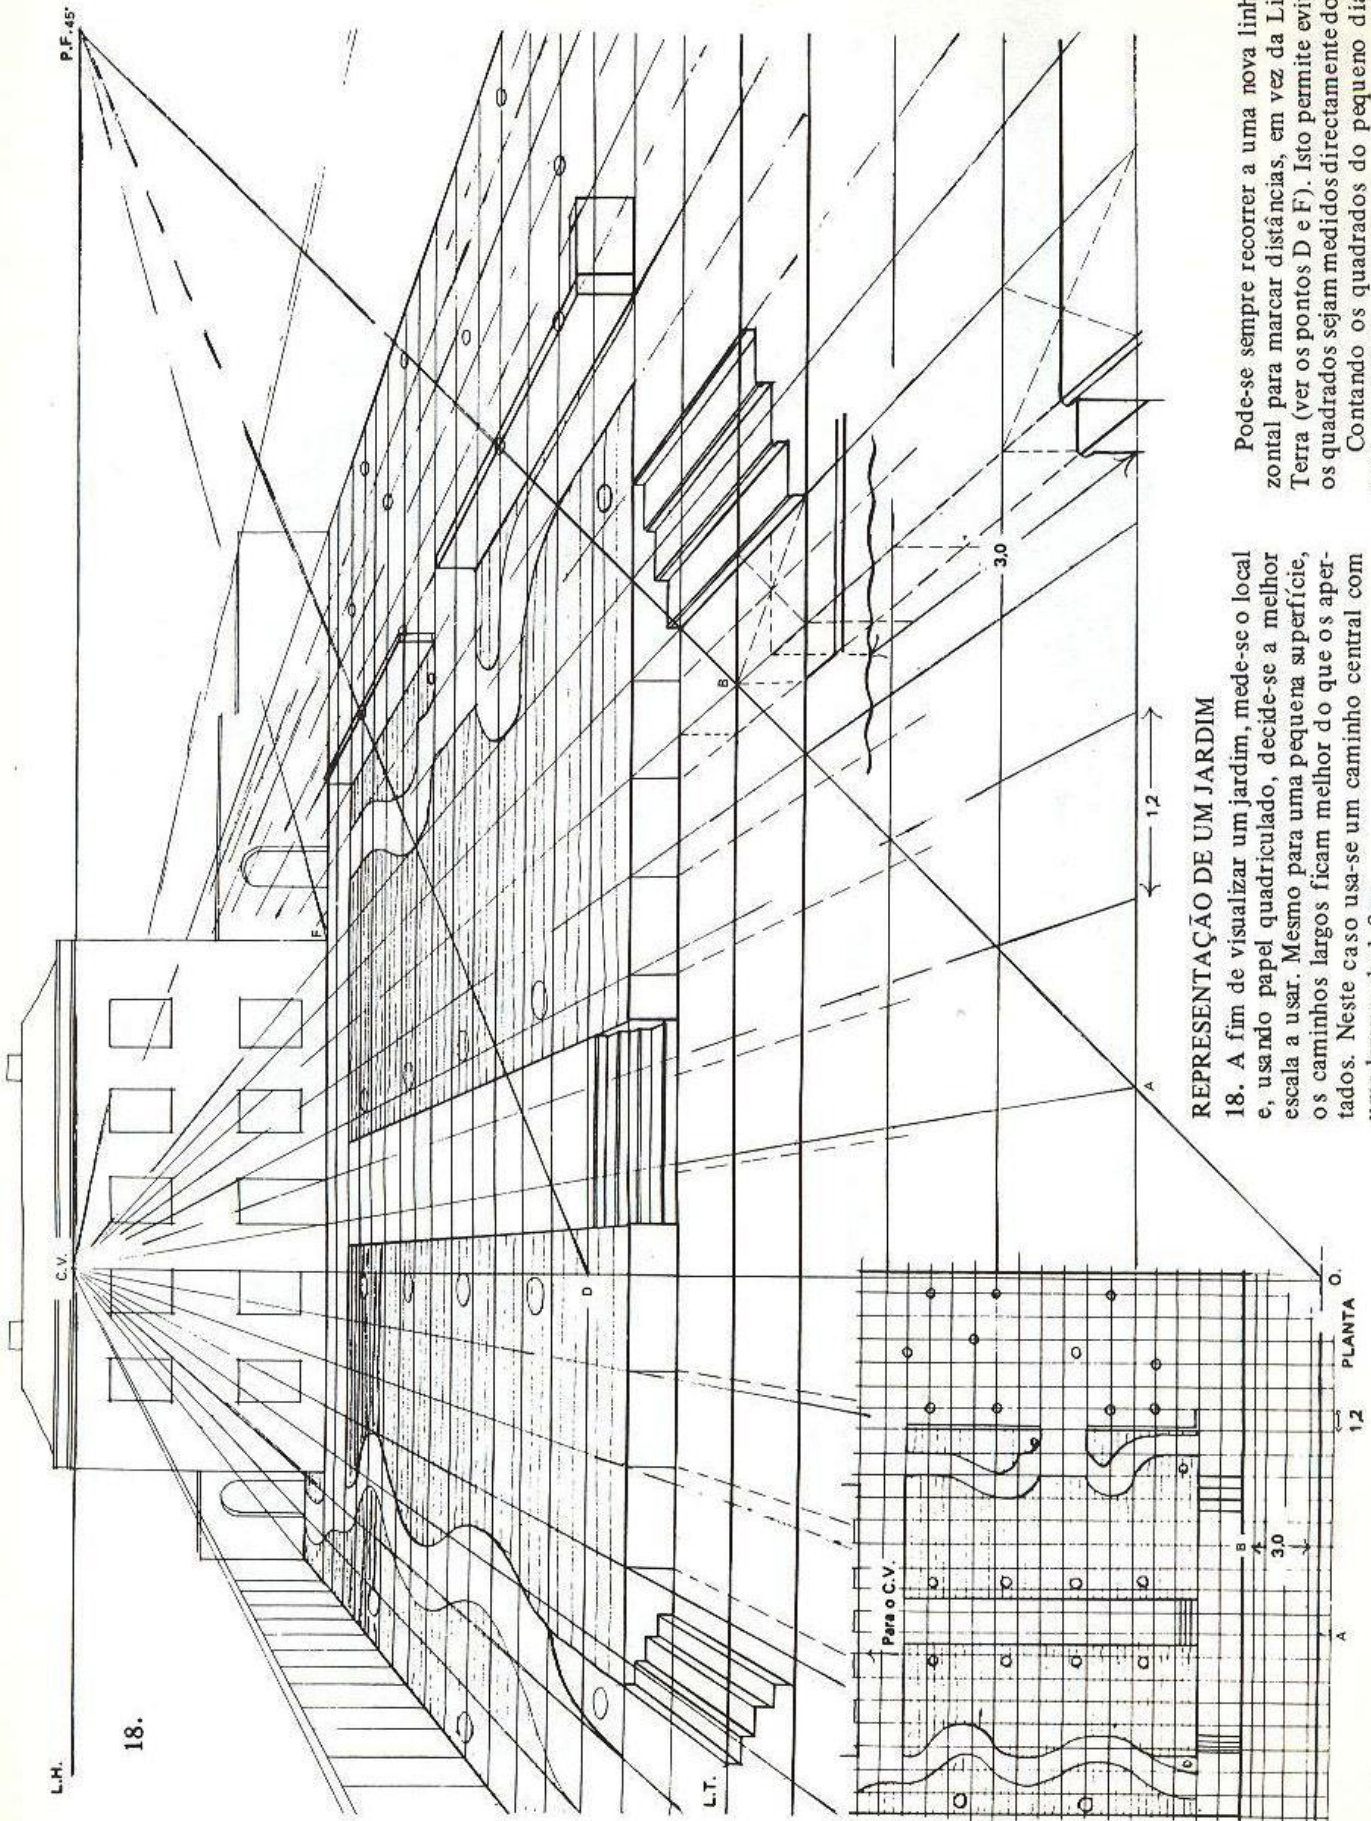 L.H.
C.V.
P.F.45°
18.
F
D
B
L.T.
3,0
1,2
A
Para o C.V.
B
3,0
A
1,2
PLANTA
O.
REPRESENTAÇÃO DE UM JARDIM
18. A fim de visualizar um jardim, mede-se o local
e, usando papel quadriculado, decide-se a melhor
escala a usar. Mesmo para uma pequena superfície,
os caminhos largos ficam melhor do que os aper-
tados. Neste caso usa-se um caminho central com
Pode-se sempre recorrer a uma nova
zontal para marcar distâncias, em vez da
Terra (ver os pontos D e F). Isto permite
os quadrados sejam medidos directamente
Contando os quadrados do pequeno